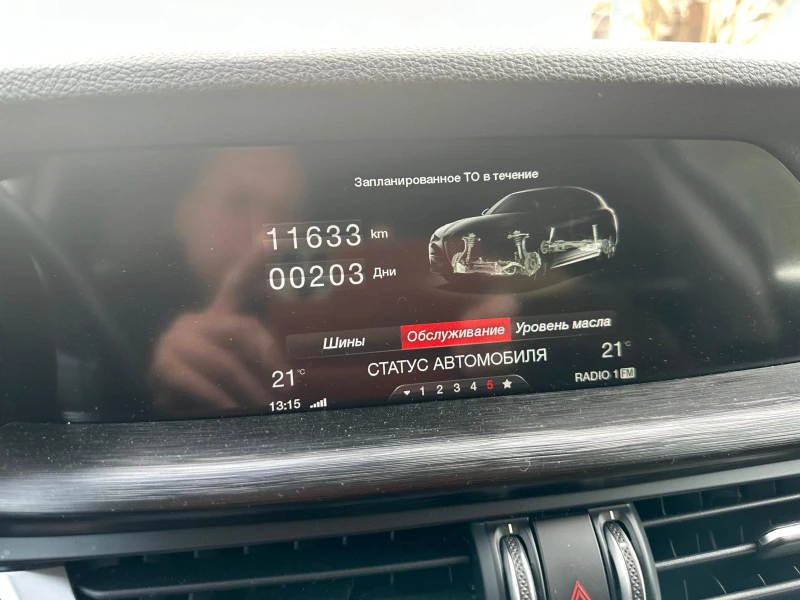 Запланированное ТО в течение
11633 km
00203 Дни
Шины Обслуживание Уровень масла
СТАТУС АВТОМОБИЛЯ
21°C 21°C
1 2 3 4 5
13:15 RADIO 1 FM